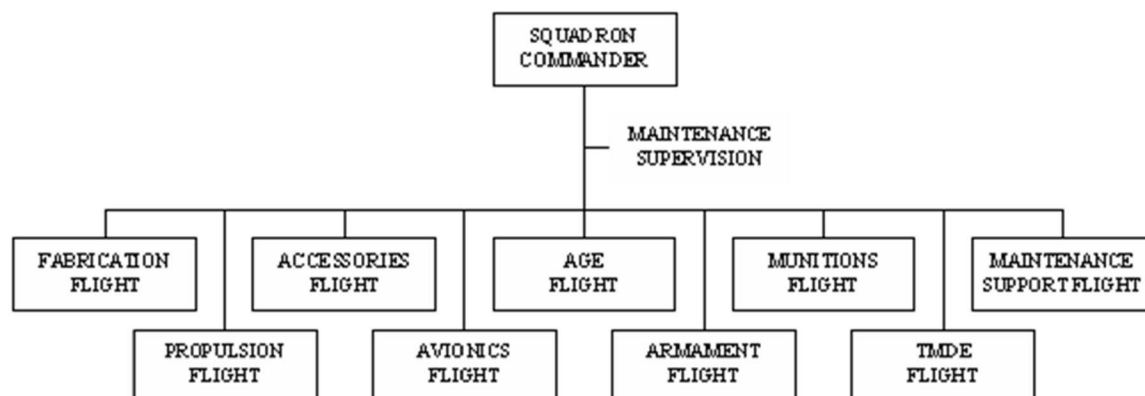 SQUADRON
COMMANDER
MAINTENANCE
SUPERVISION
FABRICATION
FLIGHT
ACCESSORIES
FLIGHT
AGE
FLIGHT
MUNITIONS
FLIGHT
MAINTENANCE
SUPPORT FLIGHT
PROPULSION
FLIGHT
AVIONICS
FLIGHT
ARMAMENT
FLIGHT
TMDE
FLIGHT